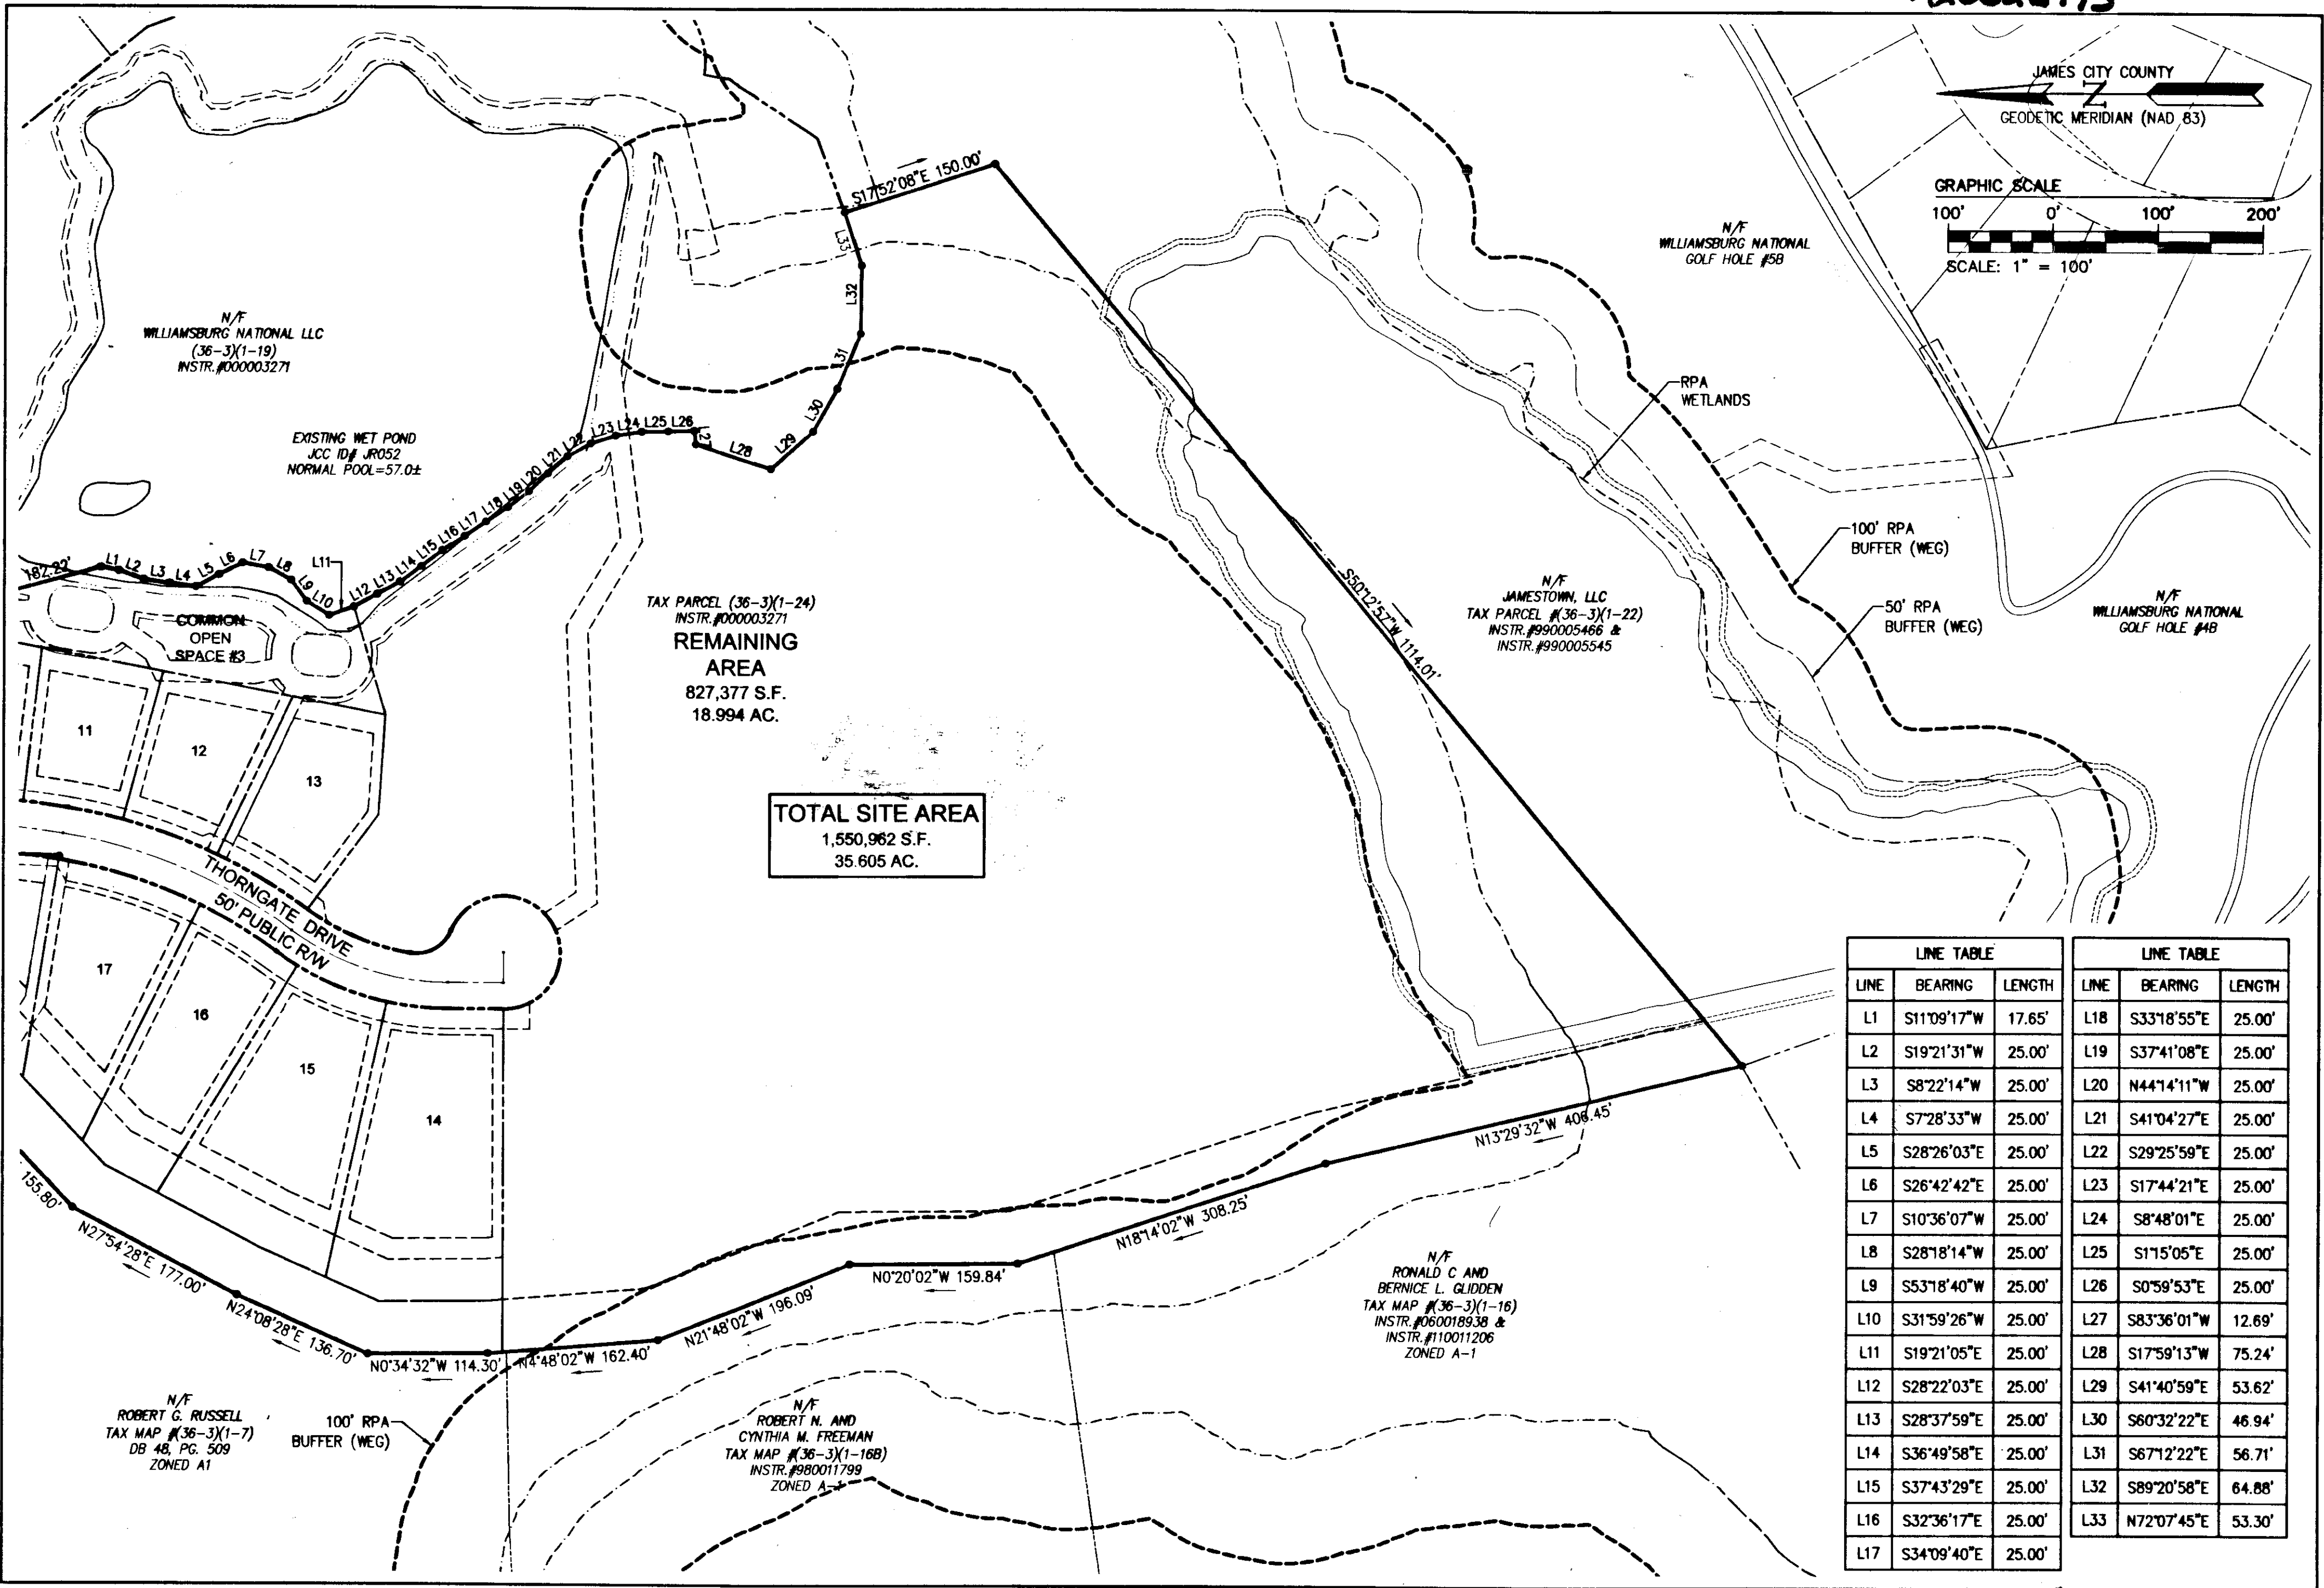 JAMES CITY COUNTY
N
GEODETIC MERIDIAN (NAD 83)
GRAPHIC SCALE
100' 0' 100' 200'
SCALE: 1" = 100'
S17°52'08"E 150.00'
L33
L32
L31
L30
L29
L28
L27
L26
L25
L24
L23
L22
L21
L20
L19
L18
L17
L16
L15
L14
L13
L12
L11
L10
L9
L8
L7
L6
L5
L4
L3
L2
L1
182.22'
N/F
WILLIAMSBURG NATIONAL LLC
(36-3)(1-19)
INSTR.#000003271
EXISTING WET POND
JCC ID# JR052
NORMAL POOL=57.0±
N/F
WILLIAMSBURG NATIONAL
GOLF HOLE #5B
RPA
WETLANDS
100' RPA
BUFFER (WEG)
50' RPA
BUFFER (WEG)
N/F
WILLIAMSBURG NATIONAL
GOLF HOLE #4B
N/F
JAMESTOWN, LLC
TAX PARCEL #(36-3)(1-22)
INSTR.#990005466 &
INSTR.#990005545
S50°12'57"W 1114.01'
TAX PARCEL (36-3)(1-24)
INSTR.#000003271
REMAINING
AREA
827,377 S.F.
18.994 AC.
TOTAL SITE AREA
1,550,962 S.F.
35.605 AC.
COMMON
OPEN
SPACE #3
11
12
13
THORNGATE DRIVE
50' PUBLIC R/W
17
16
15
14
155.80'
N27°54'28"E 177.00'
N24°08'28"E 136.70'
N0°34'32"W 114.30'
N4°48'02"W 162.40'
N21°48'02"W 196.09'
N0°20'02"W 159.84'
N18°14'02"W 308.25'
N13°29'32"W 406.45'
N/F
ROBERT G. RUSSELL
TAX MAP #(36-3)(1-7)
DB 48, PG. 509
ZONED A1
100' RPA
BUFFER (WEG)
N/F
ROBERT N. AND
CYNTHIA M. FREEMAN
TAX MAP #(36-3)(1-16B)
INSTR.#980011799
ZONED A-1
N/F
RONALD C AND
BERNICE L. GLIDDEN
TAX MAP #(36-3)(1-16)
INSTR.#060018938 &
INSTR.#110011206
ZONED A-1
LINE TABLE
LINE BEARING LENGTH
L1 S11°09'17"W 17.65'
L2 S19°21'31"W 25.00'
L3 S8°22'14"W 25.00'
L4 S7°28'33"W 25.00'
L5 S28°26'03"E 25.00'
L6 S26°42'42"E 25.00'
L7 S10°36'07"W 25.00'
L8 S28°18'14"W 25.00'
L9 S53°18'40"W 25.00'
L10 S31°59'26"W 25.00'
L11 S19°21'05"E 25.00'
L12 S28°22'03"E 25.00'
L13 S28°37'59"E 25.00'
L14 S36°49'58"E 25.00'
L15 S37°43'29"E 25.00'
L16 S32°36'17"E 25.00'
L17 S34°09'40"E 25.00'
LINE TABLE
LINE BEARING LENGTH
L18 S33°18'55"E 25.00'
L19 S37°41'08"E 25.00'
L20 N44°14'11"W 25.00'
L21 S41°04'27"E 25.00'
L22 S29°25'59"E 25.00'
L23 S17°44'21"E 25.00'
L24 S8°48'01"E 25.00'
L25 S1°15'05"E 25.00'
L26 S0°59'53"E 25.00'
L27 S83°36'01"W 12.69'
L28 S17°59'13"W 75.24'
L29 S41°40'59"E 53.62'
L30 S60°32'22"E 46.94'
L31 S67°12'22"E 56.71'
L32 S89°20'58"E 64.88'
L33 N72°07'45"E 53.30'